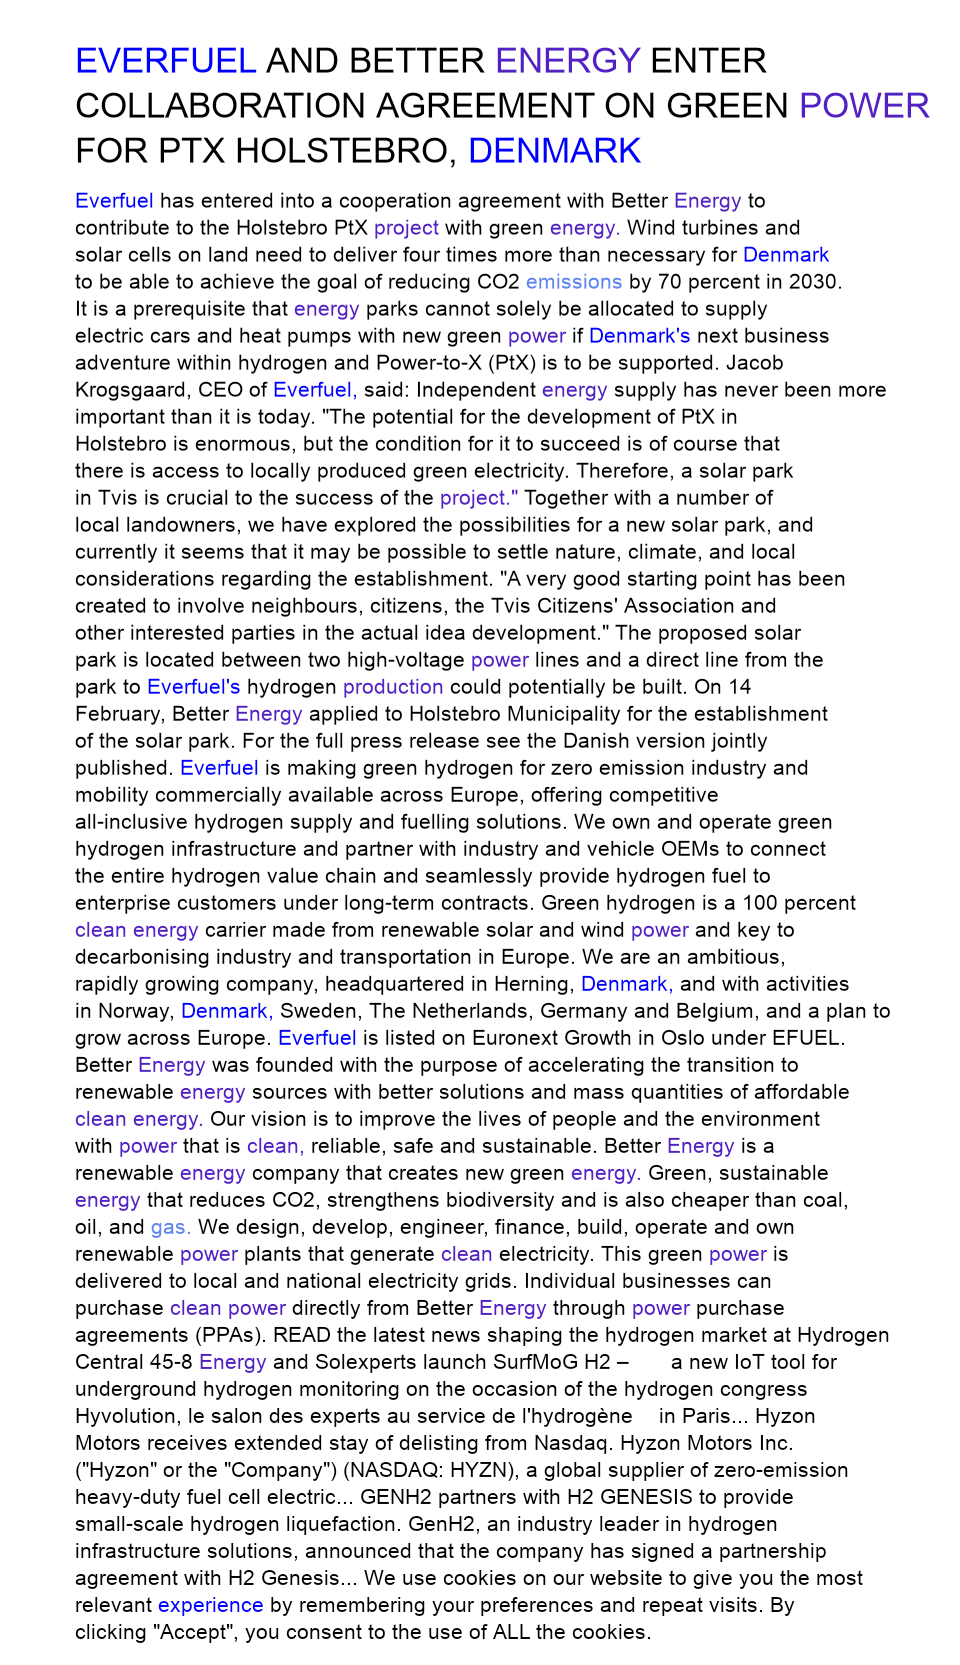 EVERFUEL AND BETTER ENERGY ENTER
COLLABORATION AGREEMENT ON GREEN POWER
FOR PTX HOLSTEBRO, DENMARK
Everfuel has entered into a cooperation agreement with Better Energy to
contribute to the Holstebro PtX project with green energy. Wind turbines and
solar cells on land need to deliver four times more than necessary for Denmark
to be able to achieve the goal of reducing CO2 emissions by 70 percent in 2030.
It is a prerequisite that energy parks cannot solely be allocated to supply
electric cars and heat pumps with new green power if Denmark's next business
adventure within hydrogen and Power-to-X (PtX) is to be supported. Jacob
Krogsgaard, CEO of Everfuel, said: Independent energy supply has never been more
important than it is today. "The potential for the development of PtX in
Holstebro is enormous, but the condition for it to succeed is of course that
there is access to locally produced green electricity. Therefore, a solar park
in Tvis is crucial to the success of the project." Together with a number of
local landowners, we have explored the possibilities for a new solar park, and
currently it seems that it may be possible to settle nature, climate, and local
considerations regarding the establishment. "A very good starting point has been
created to involve neighbours, citizens, the Tvis Citizens' Association and
other interested parties in the actual idea development." The proposed solar
park is located between two high-voltage power lines and a direct line from the
park to Everfuel's hydrogen production could potentially be built. On 14
February, Better Energy applied to Holstebro Municipality for the establishment
of the solar park. For the full press release see the Danish version jointly
published. Everfuel is making green hydrogen for zero emission industry and
mobility commercially available across Europe, offering competitive
all-inclusive hydrogen supply and fuelling solutions. We own and operate green
hydrogen infrastructure and partner with industry and vehicle OEMs to connect
the entire hydrogen value chain and seamlessly provide hydrogen fuel to
enterprise customers under long-term contracts. Green hydrogen is a 100 percent
clean energy carrier made from renewable solar and wind power and key to
decarbonising industry and transportation in Europe. We are an ambitious,
rapidly growing company, headquartered in Herning, Denmark, and with activities
in Norway, Denmark, Sweden, The Netherlands, Germany and Belgium, and a plan to
grow across Europe. Everfuel is listed on Euronext Growth in Oslo under EFUEL.
Better Energy was founded with the purpose of accelerating the transition to
renewable energy sources with better solutions and mass quantities of affordable
clean energy. Our vision is to improve the lives of people and the environment
with power that is clean, reliable, safe and sustainable. Better Energy is a
renewable energy company that creates new green energy. Green, sustainable
energy that reduces CO2, strengthens biodiversity and is also cheaper than coal,
oil, and gas. We design, develop, engineer, finance, build, operate and own
renewable power plants that generate clean electricity. This green power is
delivered to local and national electricity grids. Individual businesses can
purchase clean power directly from Better Energy through power purchase
agreements (PPAs). READ the latest news shaping the hydrogen market at Hydrogen
Central 45-8 Energy and Solexperts launch SurfMoG H2 – a new IoT tool for
underground hydrogen monitoring on the occasion of the hydrogen congress
Hyvolution, le salon des experts au service de l'hydrogène in Paris... Hyzon
Motors receives extended stay of delisting from Nasdaq. Hyzon Motors Inc.
("Hyzon" or the "Company") (NASDAQ: HYZN), a global supplier of zero-emission
heavy-duty fuel cell electric... GENH2 partners with H2 GENESIS to provide
small-scale hydrogen liquefaction. GenH2, an industry leader in hydrogen
infrastructure solutions, announced that the company has signed a partnership
agreement with H2 Genesis... We use cookies on our website to give you the most
relevant experience by remembering your preferences and repeat visits. By
clicking "Accept", you consent to the use of ALL the cookies.